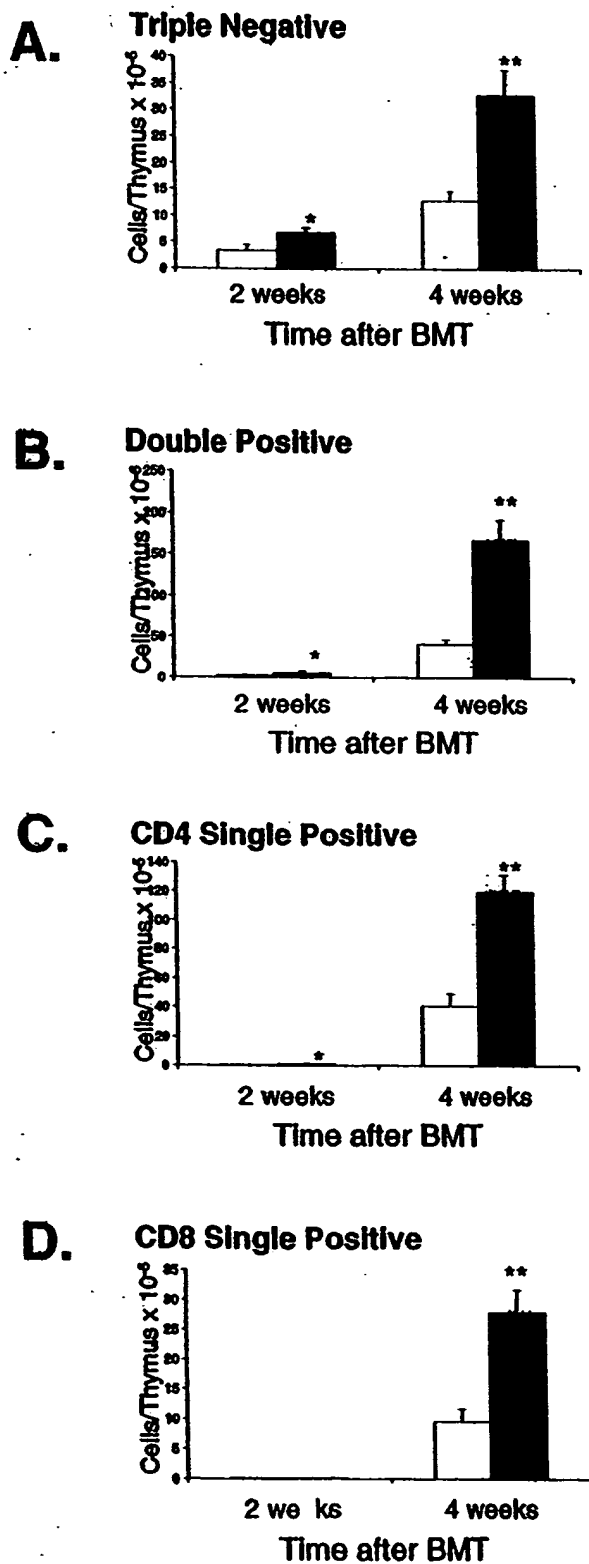 A.
Triple Negative
Cells/Thymus x 10
40
35
30
25
20
15
10
5
0
*
**
2 weeks 4 weeks
Time after BMT
B.
Double Positive
Cells/Thymus x 10
250
200
150
100
50
0
*
**
2 weeks 4 weeks
Time after BMT
C.
CD4 Single Positive
Cells/Thymus x 10
140
120
100
80
60
40
20
0
*
**
2 weeks 4 weeks
Time after BMT
D.
CD8 Single Positive
Cells/Thymus x 10
35
30
25
20
15
10
5
0
**
2 we ks 4 weeks
Time after BMT